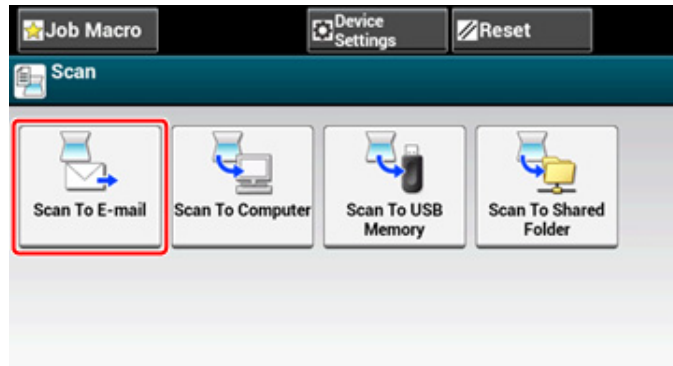 Job Macro
Device
Settings
Reset
Scan
Scan To E-mail
Scan To Computer
Scan To USB
Memory
Scan To Shared
Folder